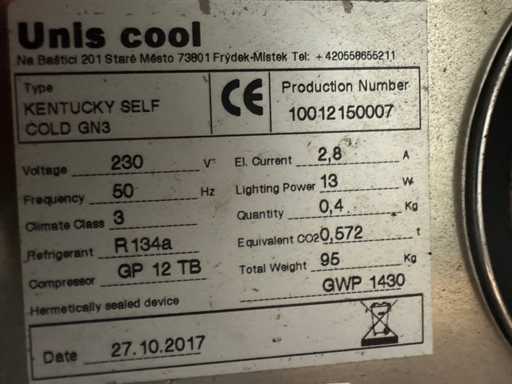 Unis cool
Na Baštici 201 Staré Město 73801 Frýdek-Místek Tel: +420558655211
Type
KENTUCKY SELF
COLD GN3
CE
Production Number
10012150007
Voltage 230 V
El. Current 2,8 A
Frequency 50 Hz
Lighting Power 13 W
Climate Class 3
Quantity 0,4 Kg
Refrigerant R134a
Equivalent CO2 0,572 t
Compressor GP 12 TB
Total Weight 95 Kg
Hermetically sealed device
GWP 1430
Date 27.10.2017